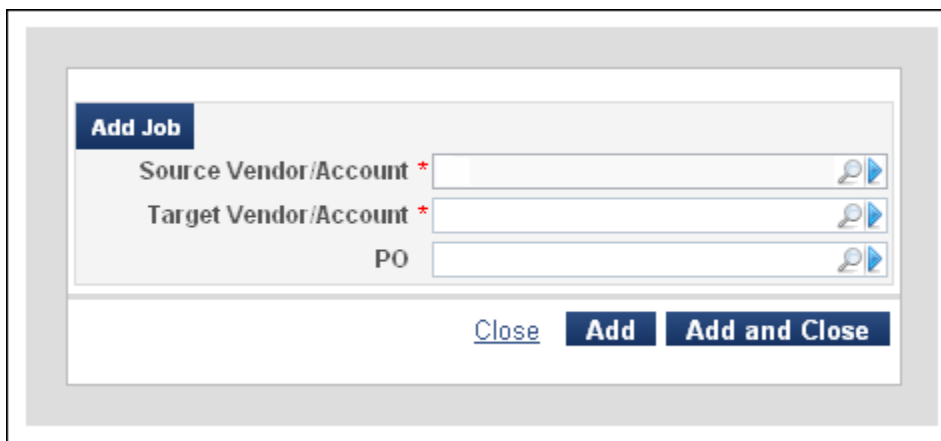 Add Job
Source Vendor/Account *
Target Vendor/Account *
PO
Close Add Add and Close